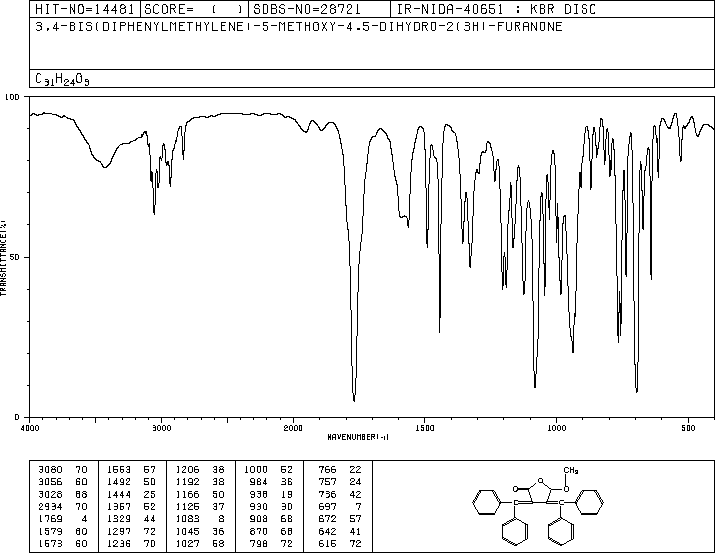 HIT-NO=14481 SCORE= ( ) SDBS-NO=28721 IR-NIDA-40651 : KBR DISC
3,4-BIS(DIPHENYLMETHYLENE)-5-METHOXY-4,5-DIHYDRO-2(3H)-FURANONE
C31H24O3
100
50
0
TRANSMITTANCE(%)
4000 3000 2000 1500 1000 500
WAVENUMBER(-1)
3080 70 1563 57 1206 38 1000 52 766 22
3056 60 1492 50 1192 38 984 36 757 24
3028 68 1444 25 1166 50 938 19 736 42
2934 70 1357 52 1125 37 930 30 697 7
1769 4 1329 44 1083 8 908 68 672 57
1579 60 1297 72 1045 36 870 68 642 41
1573 60 1236 70 1027 58 798 72 615 72
CH3
O
O
O
C
C